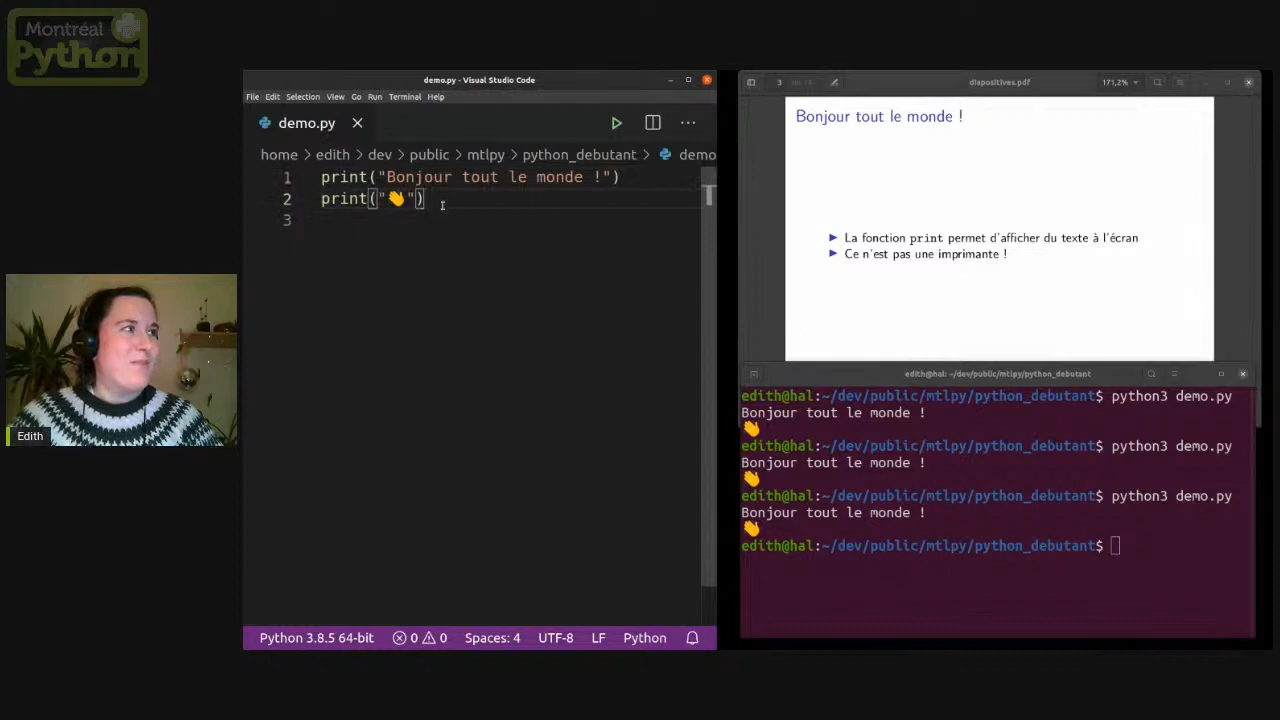 Montréal
Python
demo.py - Visual Studio Code
File Edit Selection View Go Run Terminal Help
demo.py
home > edith > dev > public > mtlpy > python_debutant > demo
1 print("Bonjour tout le monde !")
2 print("👋")
3
Python 3.8.5 64-bit 0 0 Spaces: 4 UTF-8 LF Python
Edith
3 diapositives.pdf 171,2%
Bonjour tout le monde !
La fonction print permet d'afficher du texte à l'écran
Ce n'est pas une imprimante !
edith@hal: ~/dev/public/mtlpy/python_debutant
edith@hal:~/dev/public/mtlpy/python_debutant$ python3 demo.py
Bonjour tout le monde !
👋
edith@hal:~/dev/public/mtlpy/python_debutant$ python3 demo.py
Bonjour tout le monde !
👋
edith@hal:~/dev/public/mtlpy/python_debutant$ python3 demo.py
Bonjour tout le monde !
👋
edith@hal:~/dev/public/mtlpy/python_debutant$